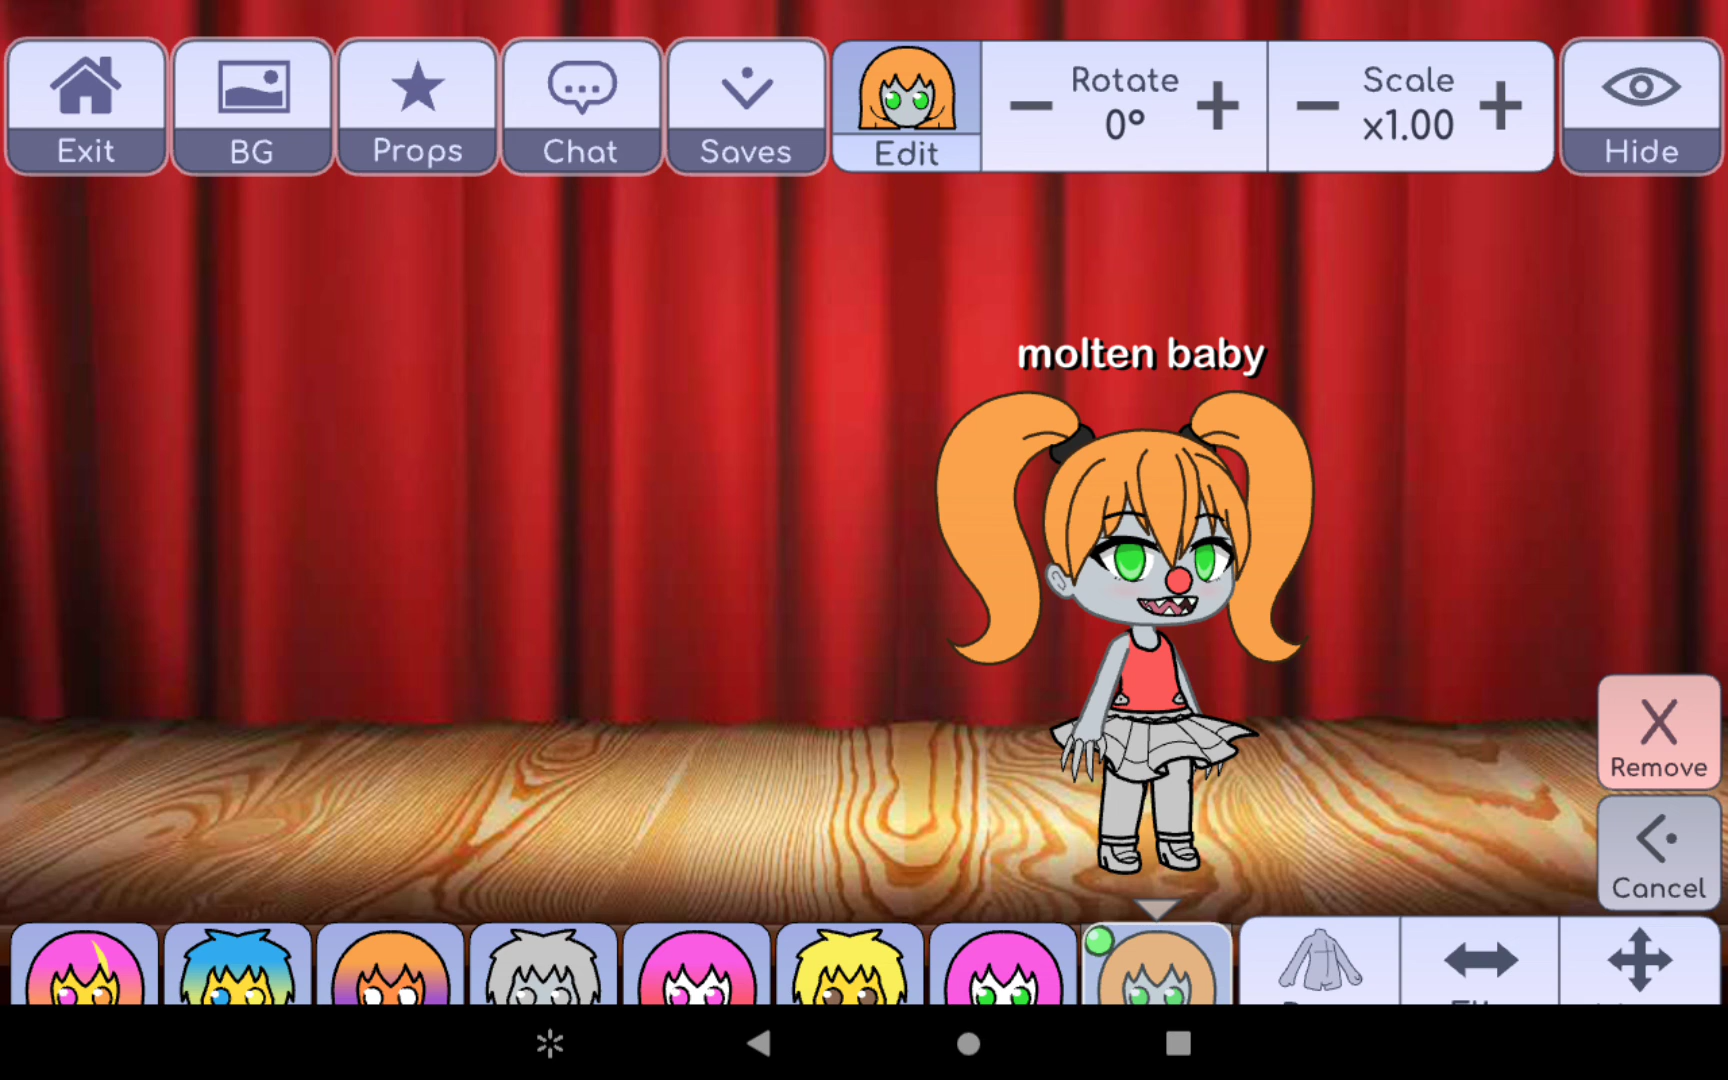 Exit
BG
Props
Chat
Saves
Edit
Rotate
0°
Scale
x1.00
Hide
molten baby
Remove
Cancel